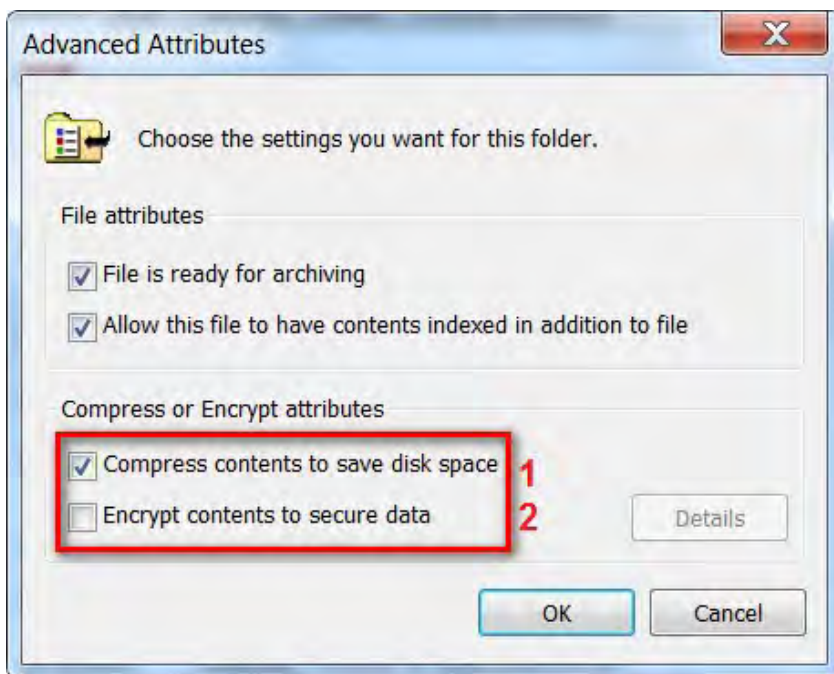 Advanced Attributes
Choose the settings you want for this folder.
File attributes
File is ready for archiving
Allow this file to have contents indexed in addition to file
Compress or Encrypt attributes
Compress contents to save disk space 1
Encrypt contents to secure data 2
Details
OK Cancel